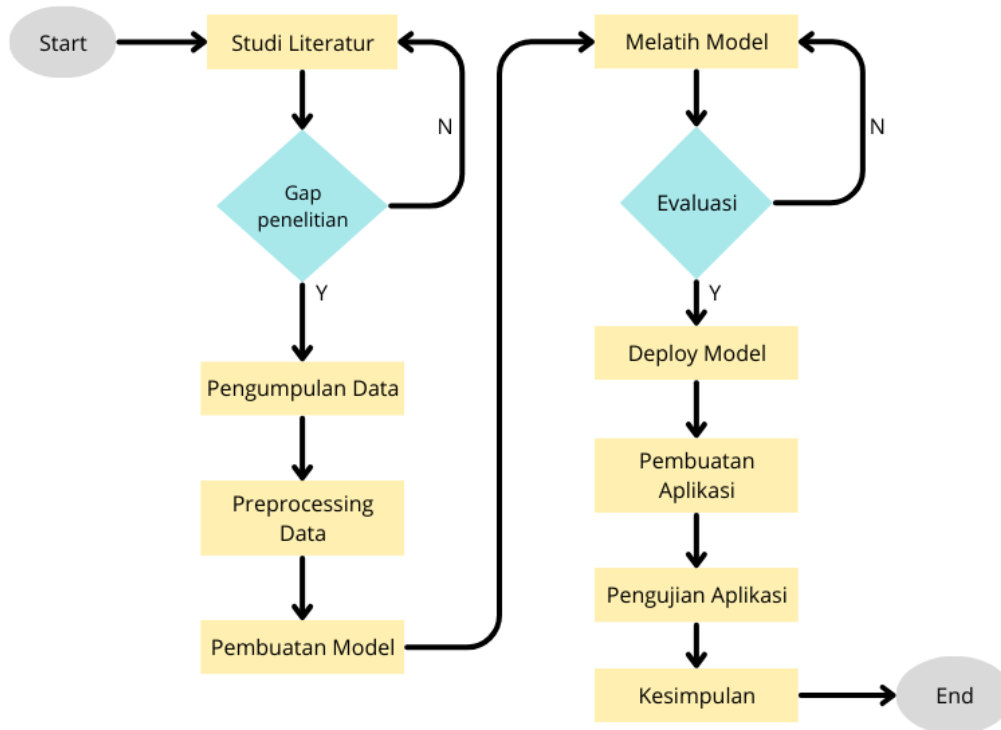 Start
Studi Literatur
N
Gap
penelitian
Y
Pengumpulan Data
Preprocessing
Data
Pembuatan Model
Melatih Model
N
Evaluasi
Y
Deploy Model
Pembuatan
Aplikasi
Pengujian Aplikasi
Kesimpulan
End